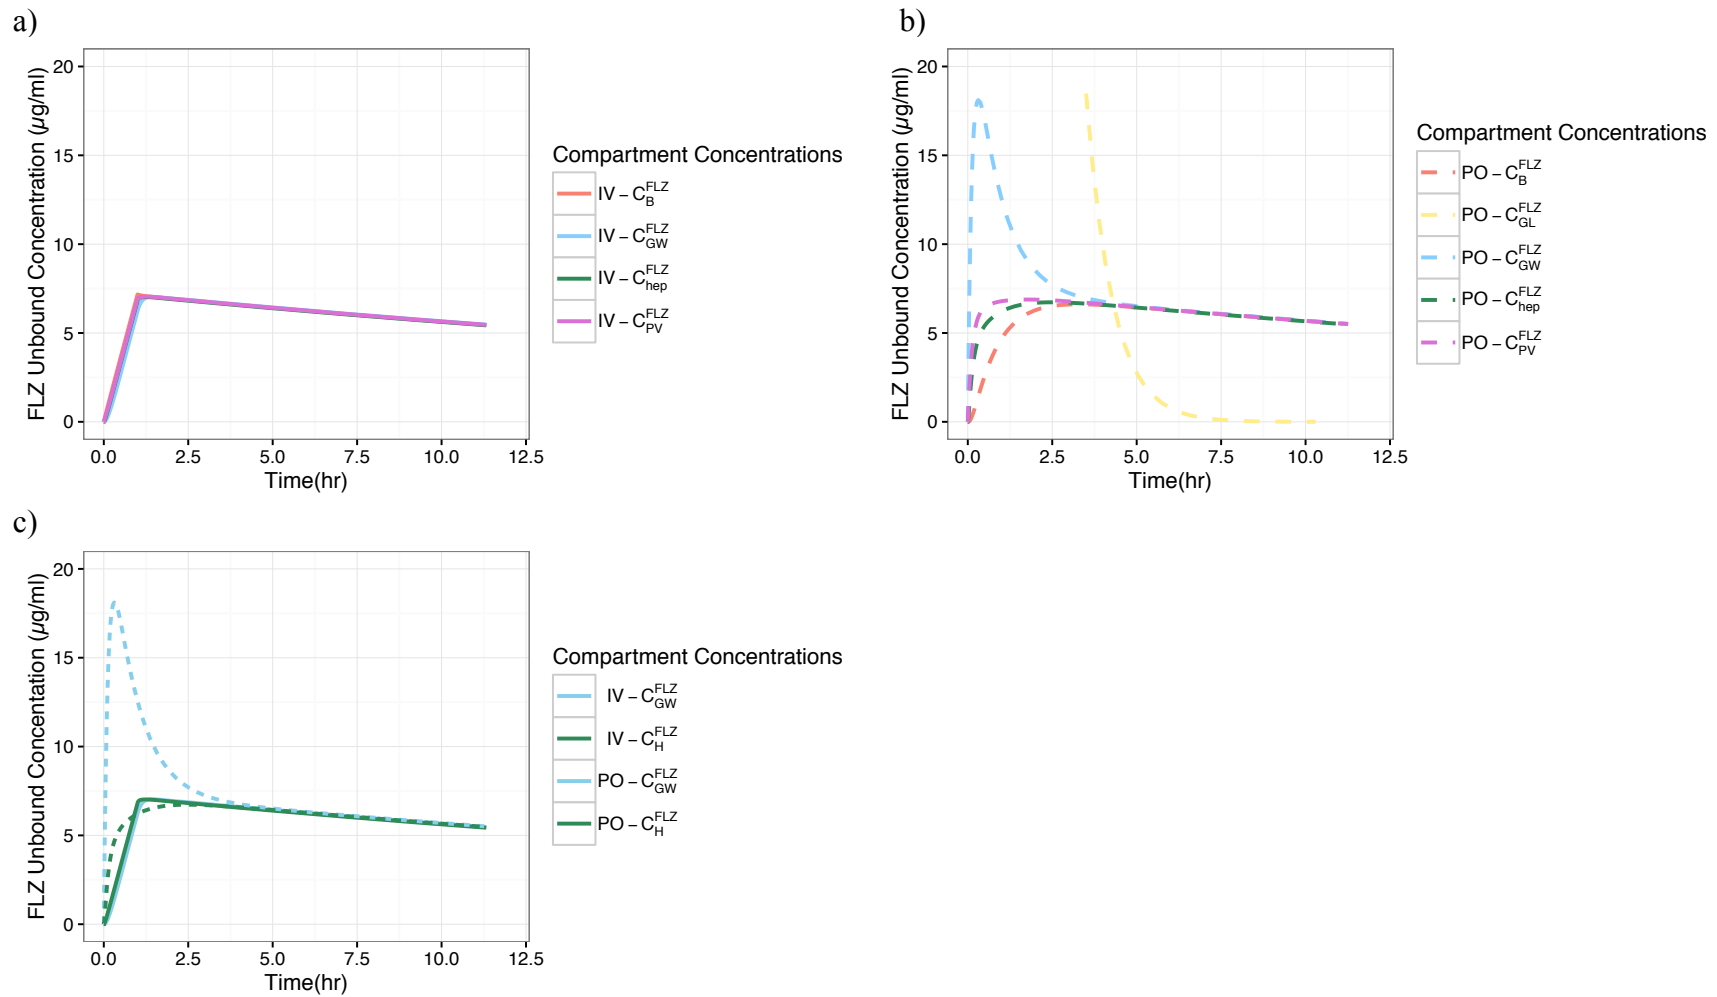 a)
FLZ Unbound Concentration (µg/ml)
20
15
10
5
0
0.0 2.5 5.0 7.5 10.0 12.5
Time(hr)
Compartment Concentrations
IV − C_B^FLZ
IV − C_GW^FLZ
IV − C_hep^FLZ
IV − C_PV^FLZ
b)
FLZ Unbound Concentration (µg/ml)
20
15
10
5
0
0.0 2.5 5.0 7.5 10.0 12.5
Time(hr)
Compartment Concentrations
PO − C_B^FLZ
PO − C_GL^FLZ
PO − C_GW^FLZ
PO − C_hep^FLZ
PO − C_PV^FLZ
c)
FLZ Unbound Concentation (µg/ml)
20
15
10
5
0
0.0 2.5 5.0 7.5 10.0 12.5
Time(hr)
Compartment Concentrations
IV − C_GW^FLZ
IV − C_H^FLZ
PO − C_GW^FLZ
PO − C_H^FLZ